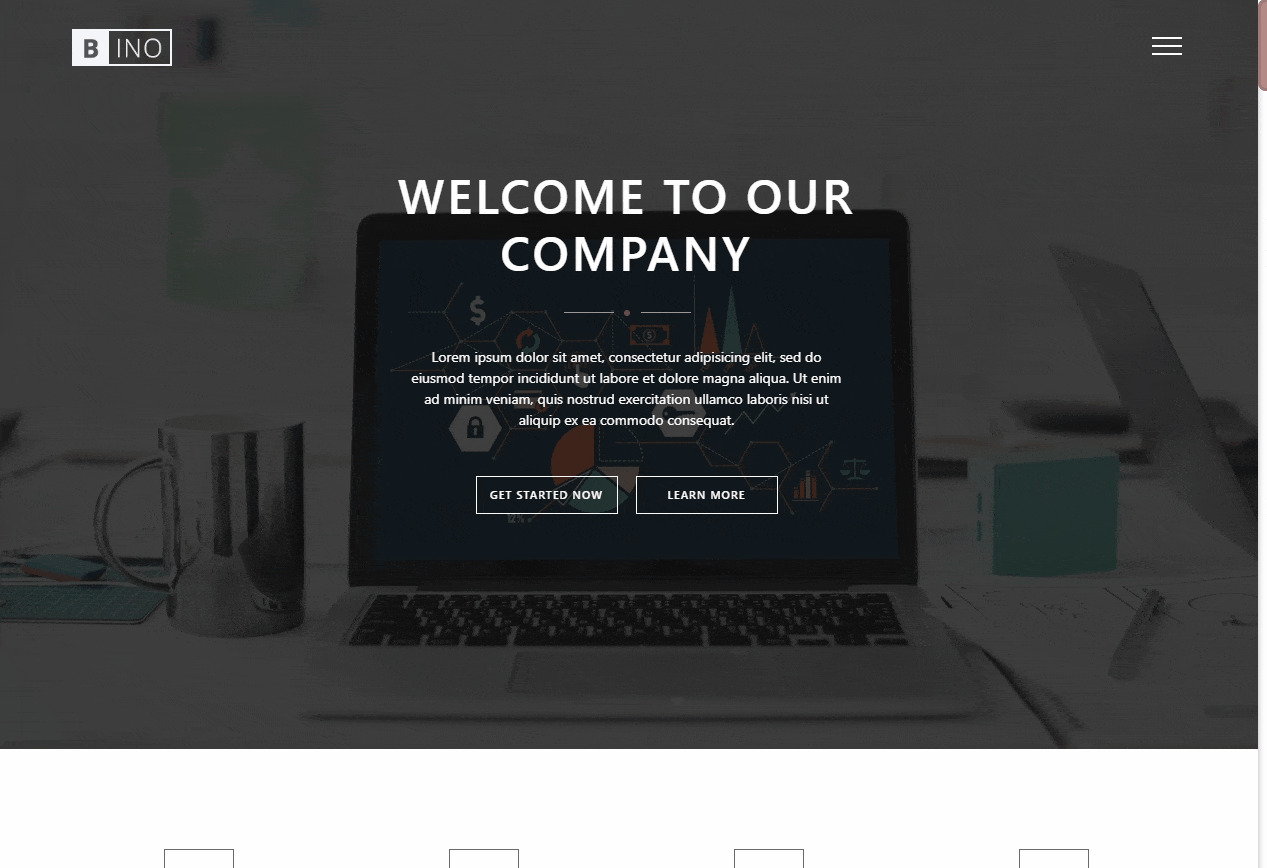 B INO
WELCOME TO OUR
COMPANY
$
$
Lorem ipsum dolor sit amet, consectetur adipisicing elit, sed do
eiusmod tempor incididunt ut labore et dolore magna aliqua. Ut enim
ad minim veniam, quis nostrud exercitation ullamco laboris nisi ut
aliquip ex ea commodo consequat.
GET STARTED NOW
LEARN MORE
12%